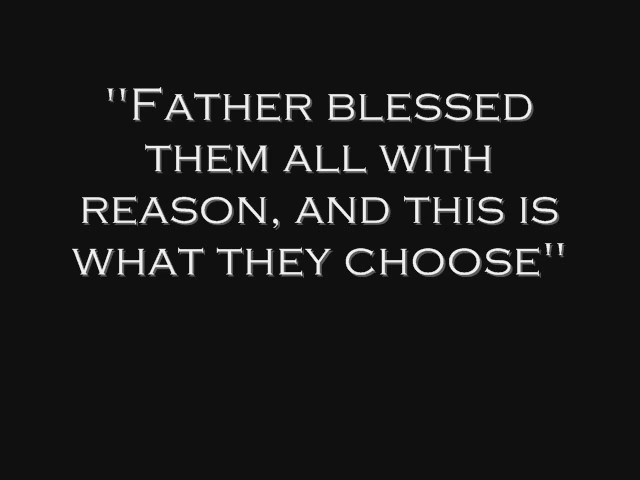 "FATHER BLESSED
THEM ALL WITH
REASON, AND THIS IS
WHAT THEY CHOOSE"